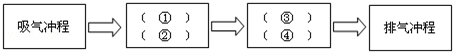 吸气冲程
( ① )
( ② )
( ③ )
( ④ )
排气冲程